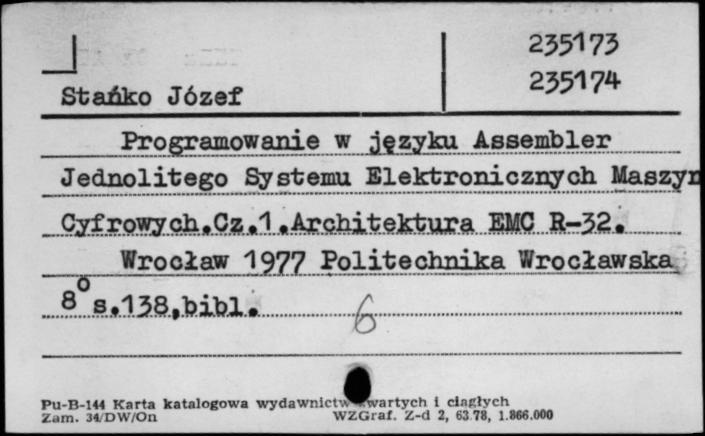 235173
235174
Stańko Józef
Programowanie w języku Assembler
Jednolitego Systemu Elektronicznych Maszyn
Cyfrowych.Cz.1.Architektura EMC R-32.
Wrocław 1977 Politechnika Wrocławska
8° s.138,bibl.
6
Pu-B-144 Karta katalogowa wydawnictw zwartych i ciągłych
Zam. 34/DW/On WZGraf. Z-d 2, 63.78, 1.866.000